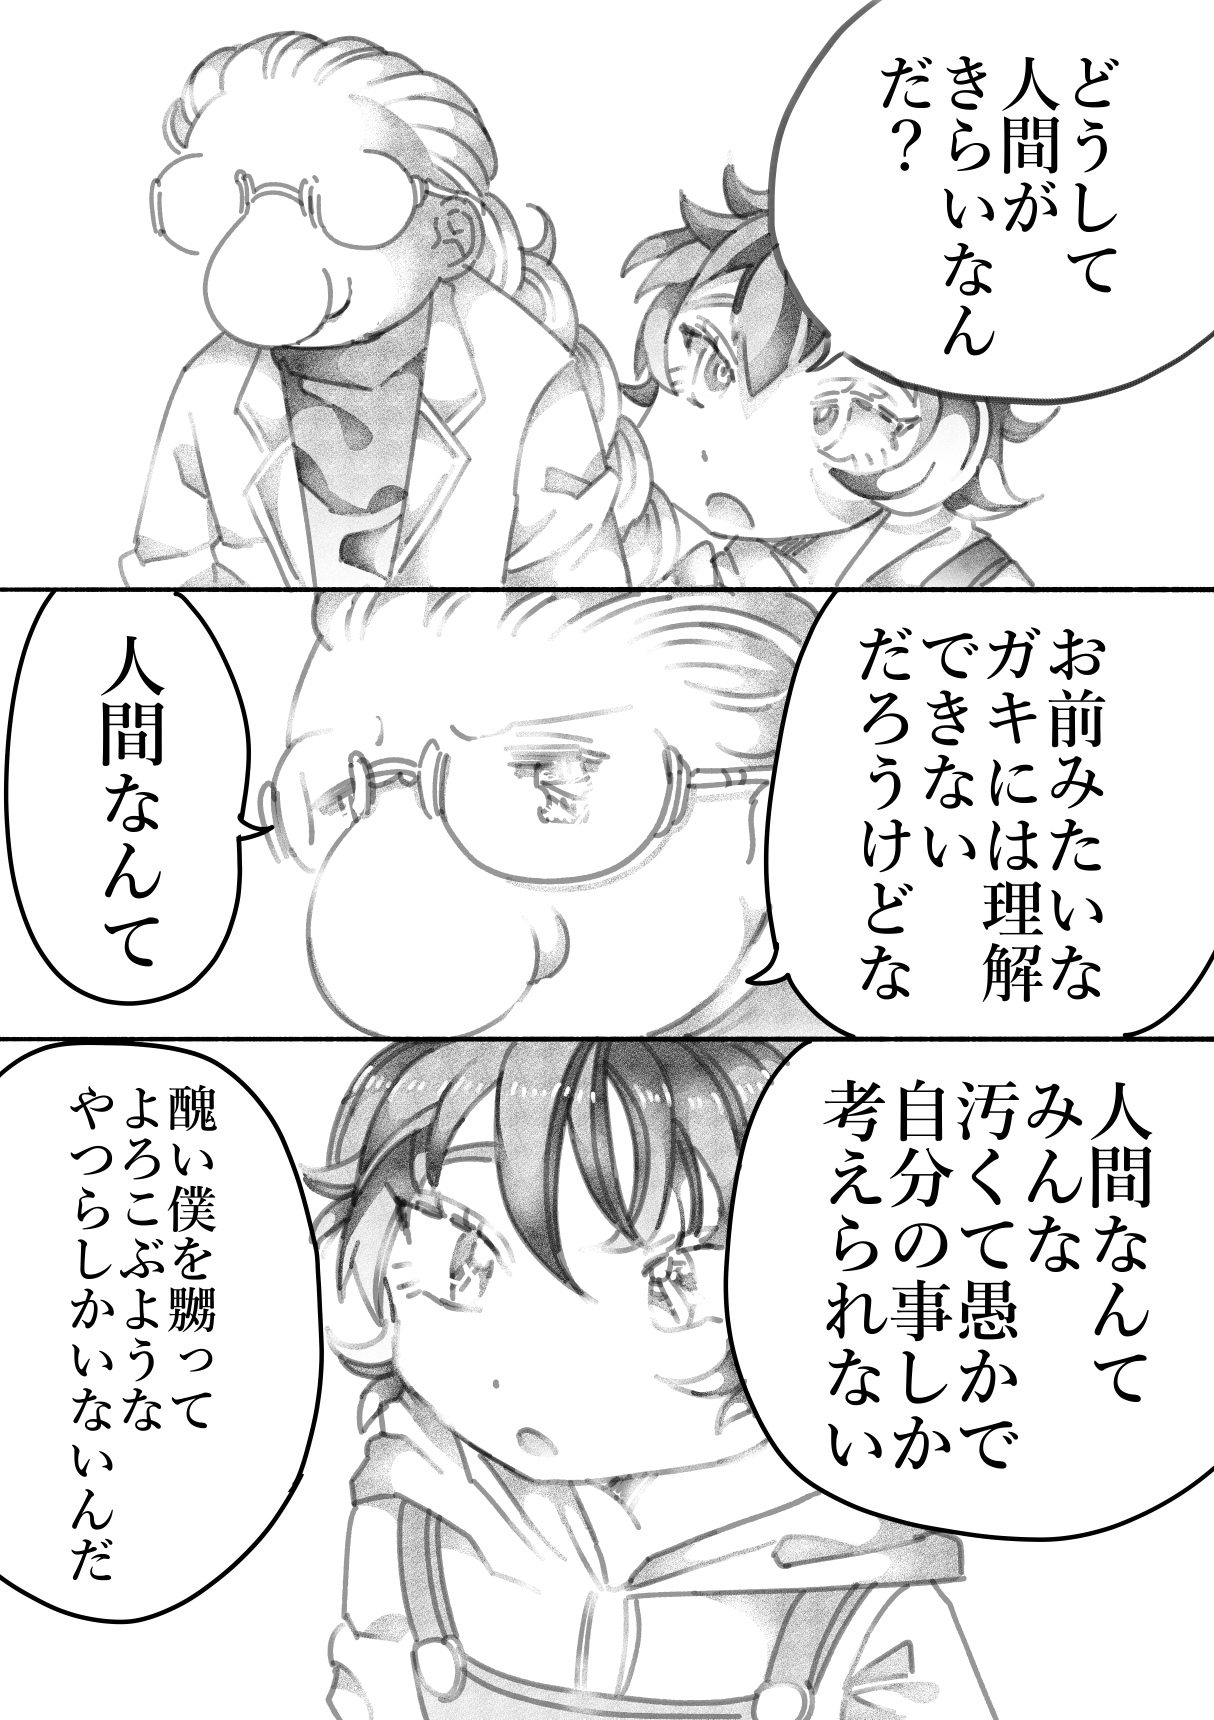 どうして
人間が
きらいなん
だ？
お前みたいな
ガキには理解
できない
だろうけどな
人間なんて
人間なんて
みんな
汚くて愚かで
自分の事しか
考えられない
醜い僕を嬲って
よろこぶような
やつらしかいないんだ